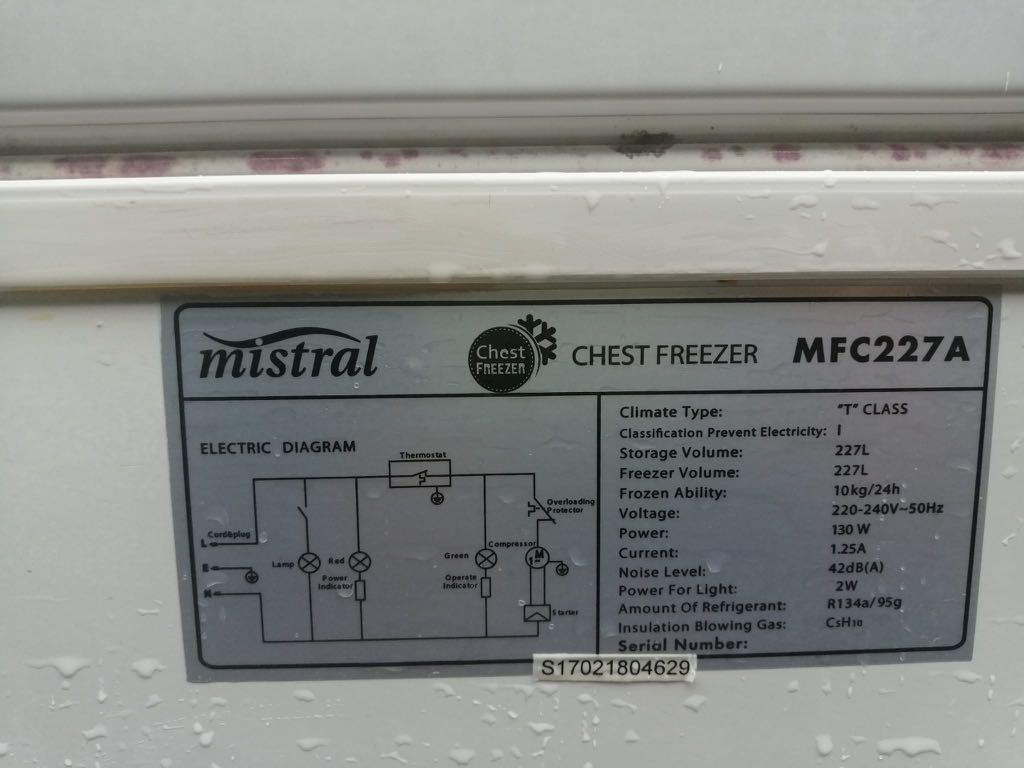 mistral
Chest
FREEZER
CHEST FREEZER
MFC227A
ELECTRIC DIAGRAM
Thermostat
Overloading
Protector
Cord&plug
L
E
N
Lamp
Red
Power
Indicator
Green
Operate
Indicator
Compressor
M
1~
Starter
Climate Type: "T" CLASS
Classification Prevent Electricity: I
Storage Volume: 227L
Freezer Volume: 227L
Frozen Ability: 10kg/24h
Voltage: 220-240V~50Hz
Power: 130 W
Current: 1.25A
Noise Level: 42dB(A)
Power For Light: 2W
Amount Of Refrigerant: R134a/95g
Insulation Blowing Gas: C5H10
Serial Number:
S17021804629